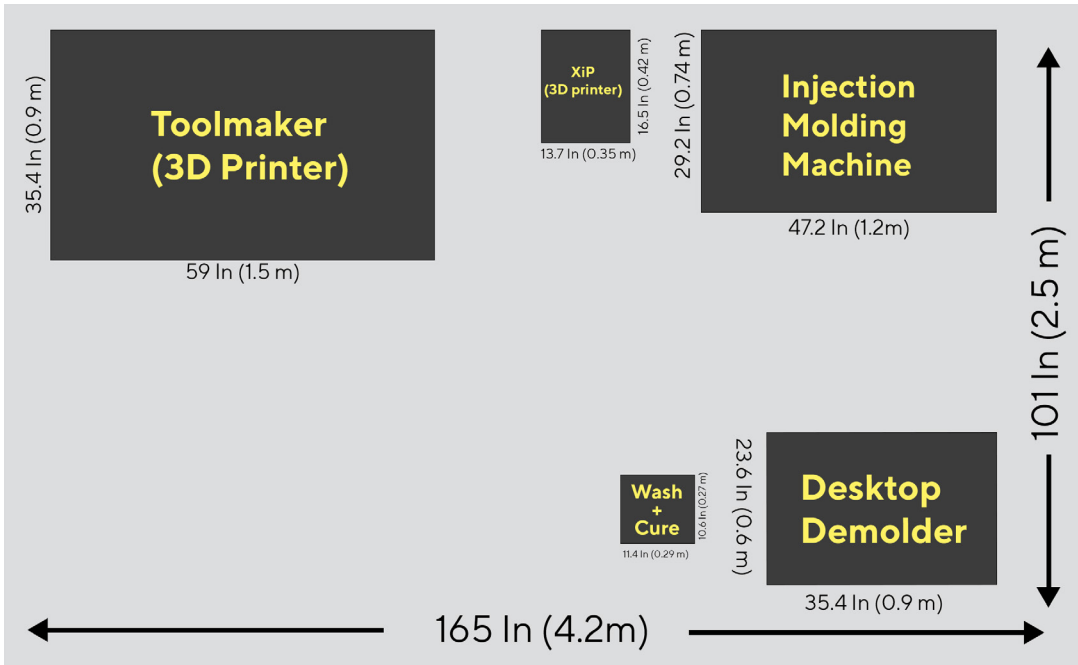 35.4 In (0.9 m)
Toolmaker
(3D Printer)
59 In (1.5 m)
XiP
(3D printer)
16.5 In (0.42 m)
13.7 In (0.35 m)
29.2 In (0.74 m)
Injection
Molding
Machine
47.2 In (1.2m)
101 In (2.5 m)
Wash
+
Cure
10.6 In (0.27 m)
11.4 In (0.29 m)
23.6 In (0.6 m)
Desktop
Demolder
35.4 In (0.9 m)
165 In (4.2m)